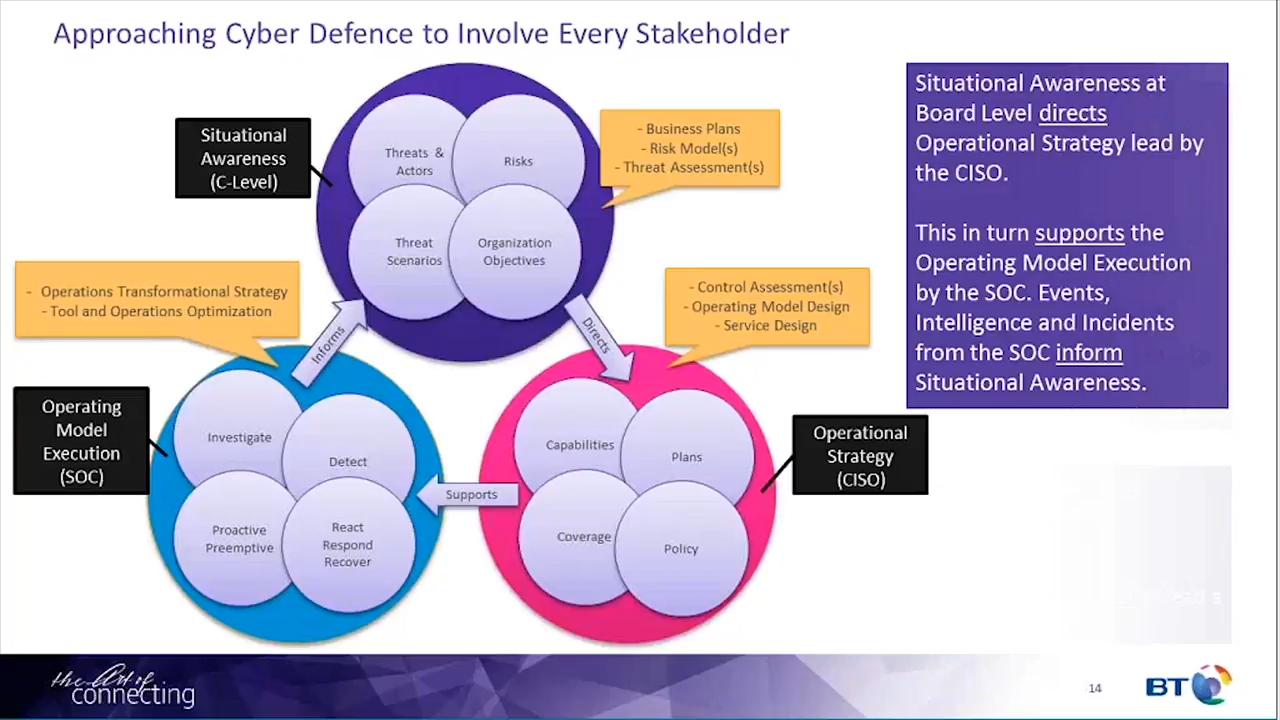 Approaching Cyber Defence to Involve Every Stakeholder
Situational
Awareness
(C-Level)
Threats &
Actors
Risks
Threat
Scenarios
Organization
Objectives
- Business Plans
- Risk Model(s)
- Threat Assessment(s)
Situational Awareness at
Board Level directs
Operational Strategy lead by
the CISO.
This in turn supports the
Operating Model Execution
by the SOC. Events,
Intelligence and Incidents
from the SOC inform
Situational Awareness.
- Operations Transformational Strategy
- Tool and Operations Optimization
Informs
Directs
- Control Assessment(s)
- Operating Model Design
- Service Design
Operating
Model
Execution
(SOC)
Investigate
Detect
Proactive
Preemptive
React
Respond
Recover
Supports
Capabilities
Plans
Coverage
Policy
Operational
Strategy
(CISO)
the Art of
connecting
14
BT